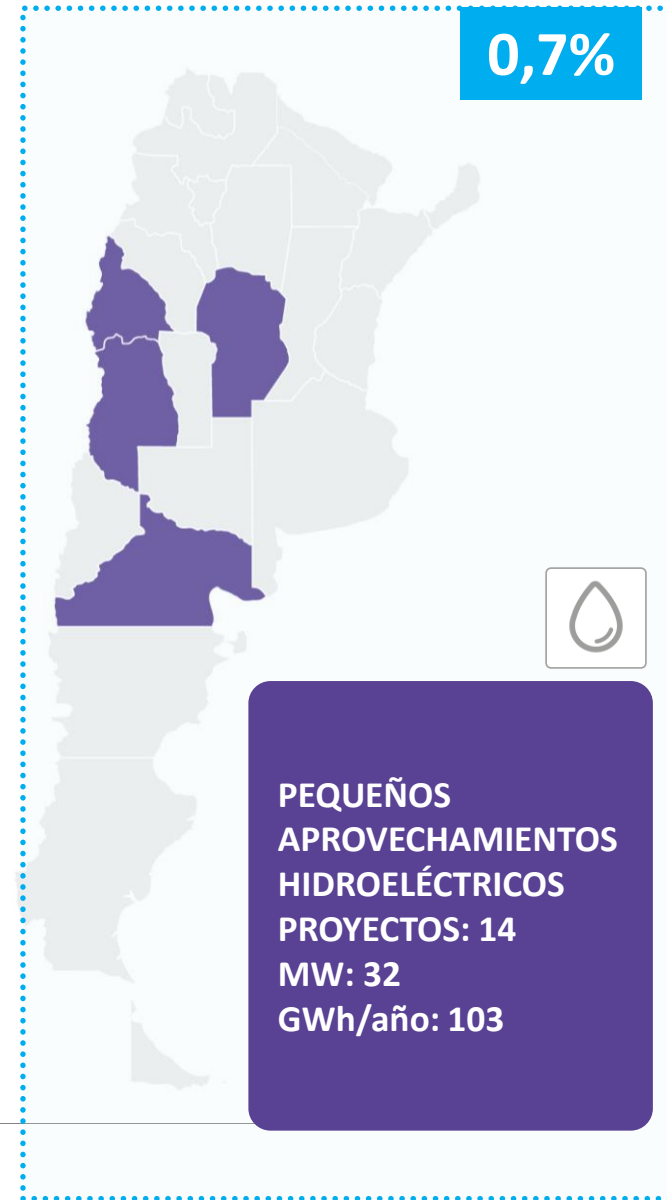 0,7%
PEQUEÑOS
APROVECHAMIENTOS
HIDROELÉCTRICOS
PROYECTOS: 14
MW: 32
GWh/año: 103